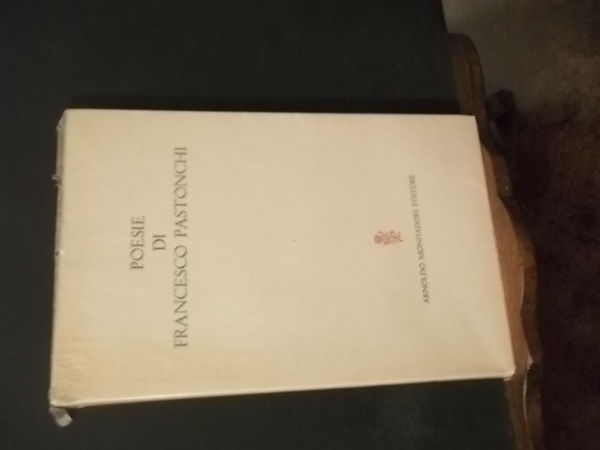 POESIE
DI
FRANCESCO PASTONCHI
ARNOLDO MONDADORI EDITORE